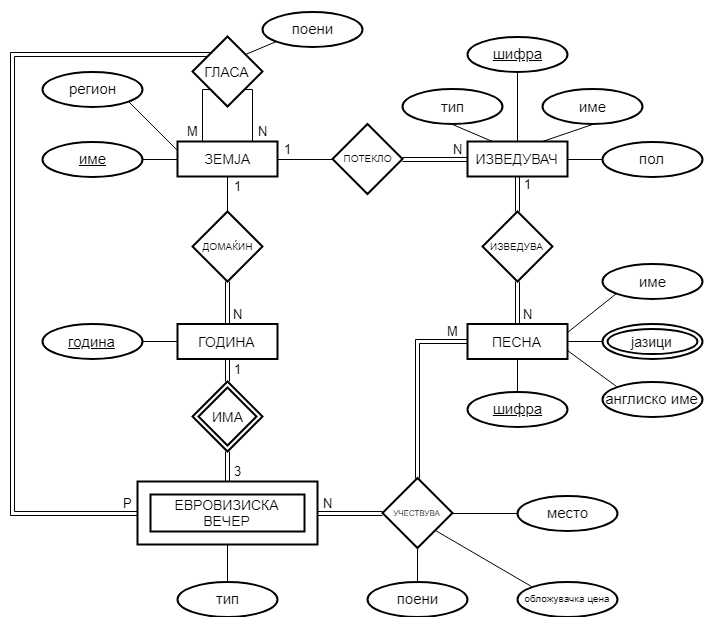 поени
ГЛАСА
шифра
регион
тип
име
M
N
име
ЗЕМЈА
1
ПОТЕКЛО
N
ИЗВЕДУВАЧ
пол
1
1
ДОМАЌИН
ИЗВЕДУВА
име
N
N
M
година
ГОДИНА
ПЕСНА
јазици
1
англиско име
шифра
ИМА
3
P
ЕВРОВИЗИСКА
ВЕЧЕР
N
УЧЕСТВУВА
место
тип
поени
обложувачка цена